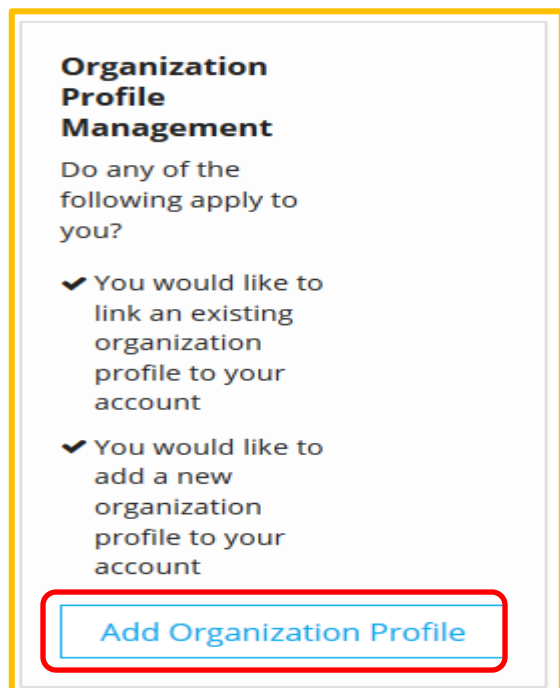 Organization
Profile
Management
Do any of the
following apply to
you?
✔ You would like to
link an existing
organization
profile to your
account
✔ You would like to
add a new
organization
profile to your
account
Add Organization Profile